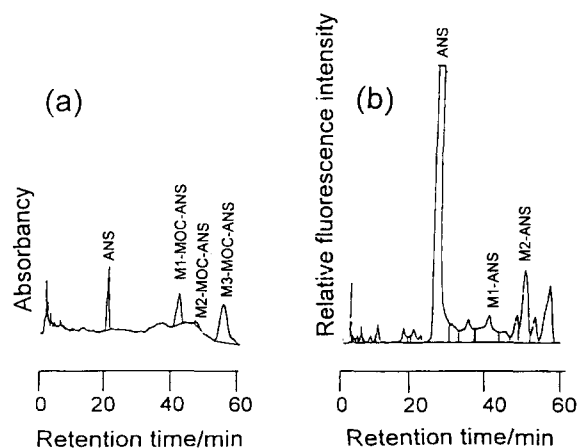 (a)
Absorbancy
ANS
M1-MOC-ANS
M2-MOC-ANS
M3-MOC-ANS
0 20 40 60
Retention time/min
(b)
Relative fluorescence intensity
ANS
M1-ANS
M2-ANS
0 20 40 60
Retention time/min